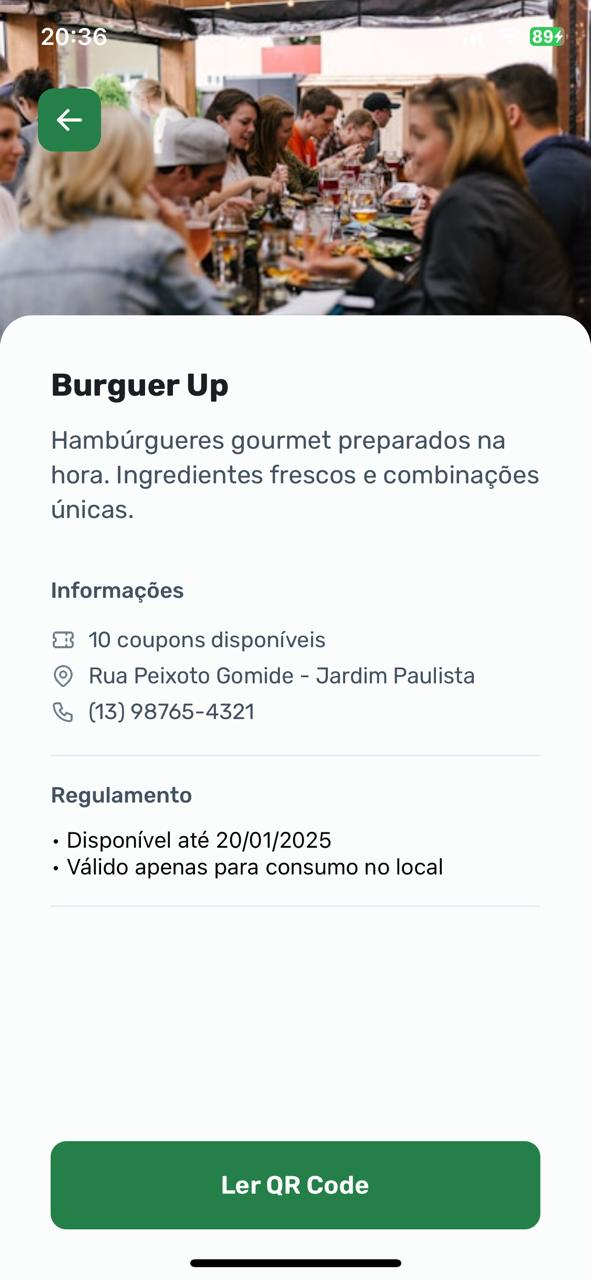 20:36
89
Burguer Up
Hambúrgueres gourmet preparados na
hora. Ingredientes frescos e combinações
únicas.
Informações
10 coupons disponíveis
Rua Peixoto Gomide - Jardim Paulista
(13) 98765-4321
Regulamento
• Disponível até 20/01/2025
• Válido apenas para consumo no local
Ler QR Code